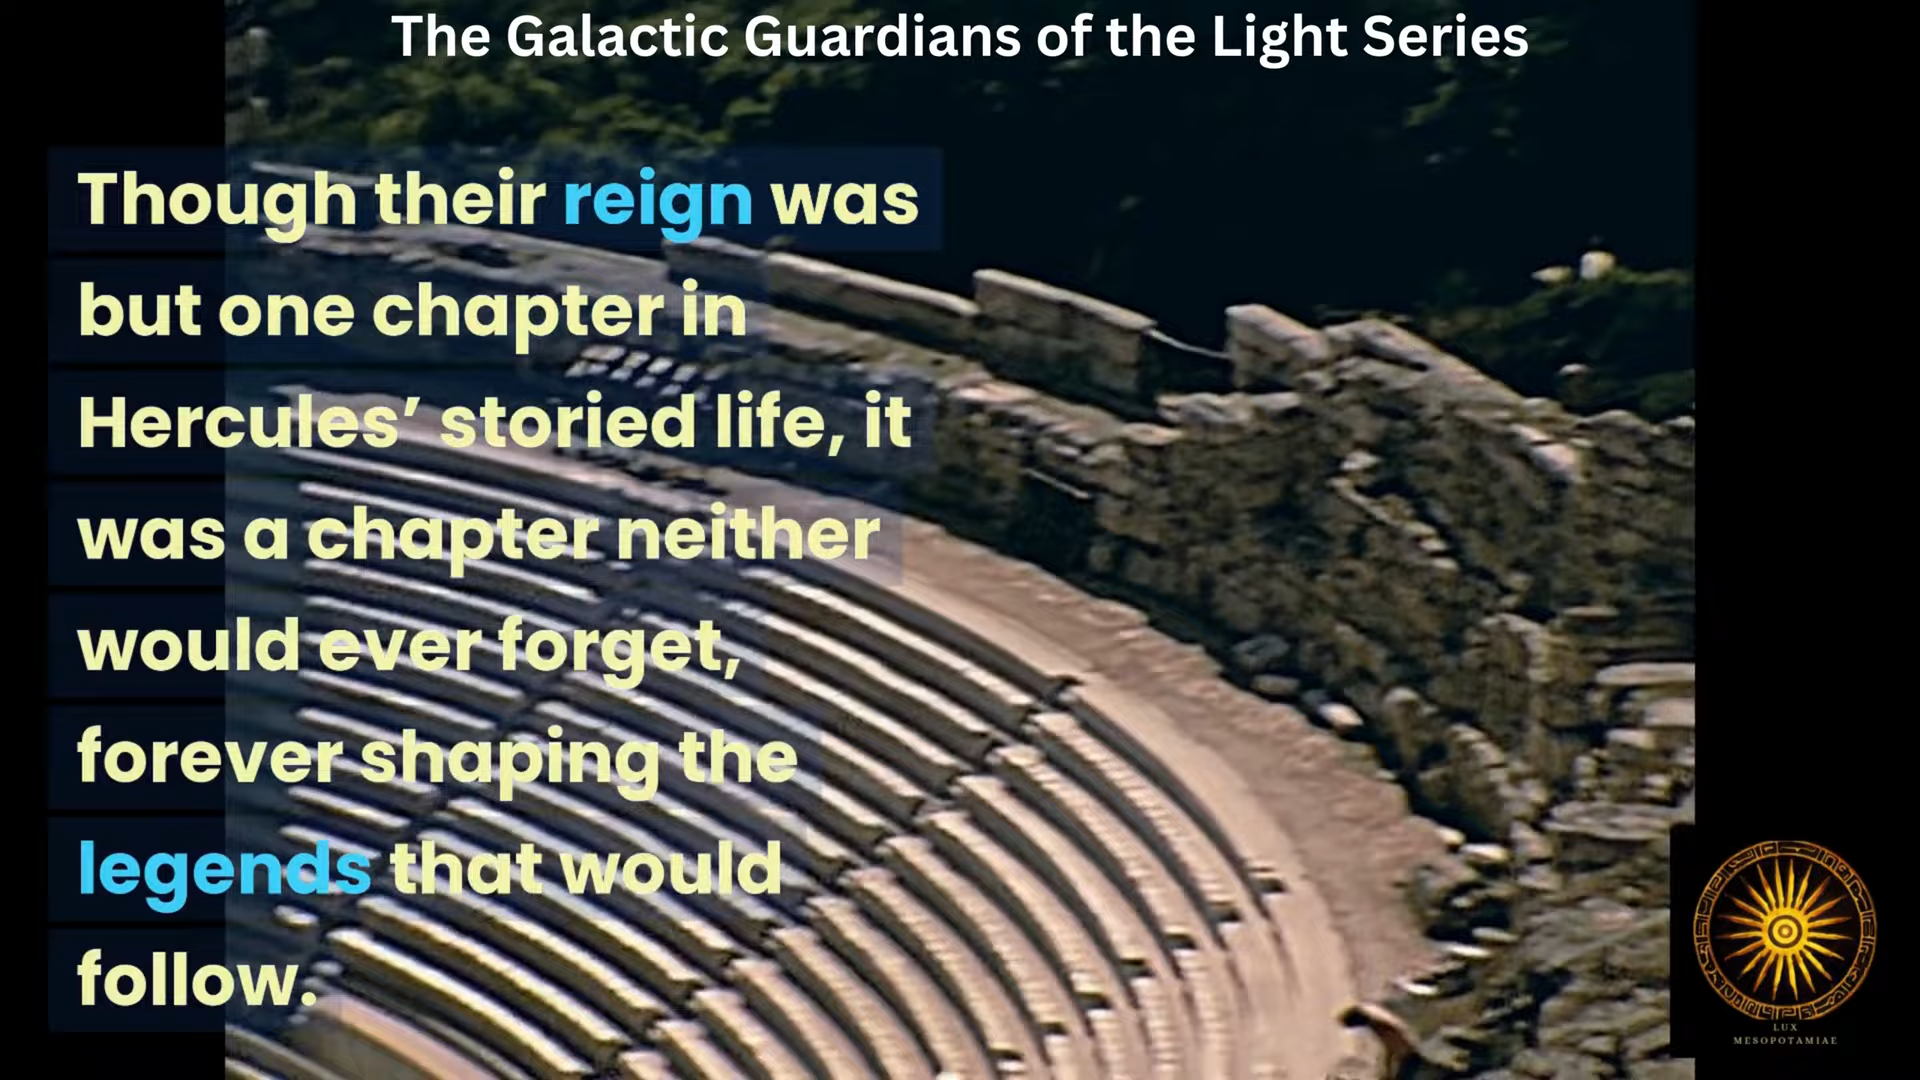 The Galactic Guardians of the Light Series
Though their reign was
but one chapter in
Hercules’ storied life, it
was a chapter neither
would ever forget,
forever shaping the
legends that would
follow.
LUX
MESOPOTAMIAE